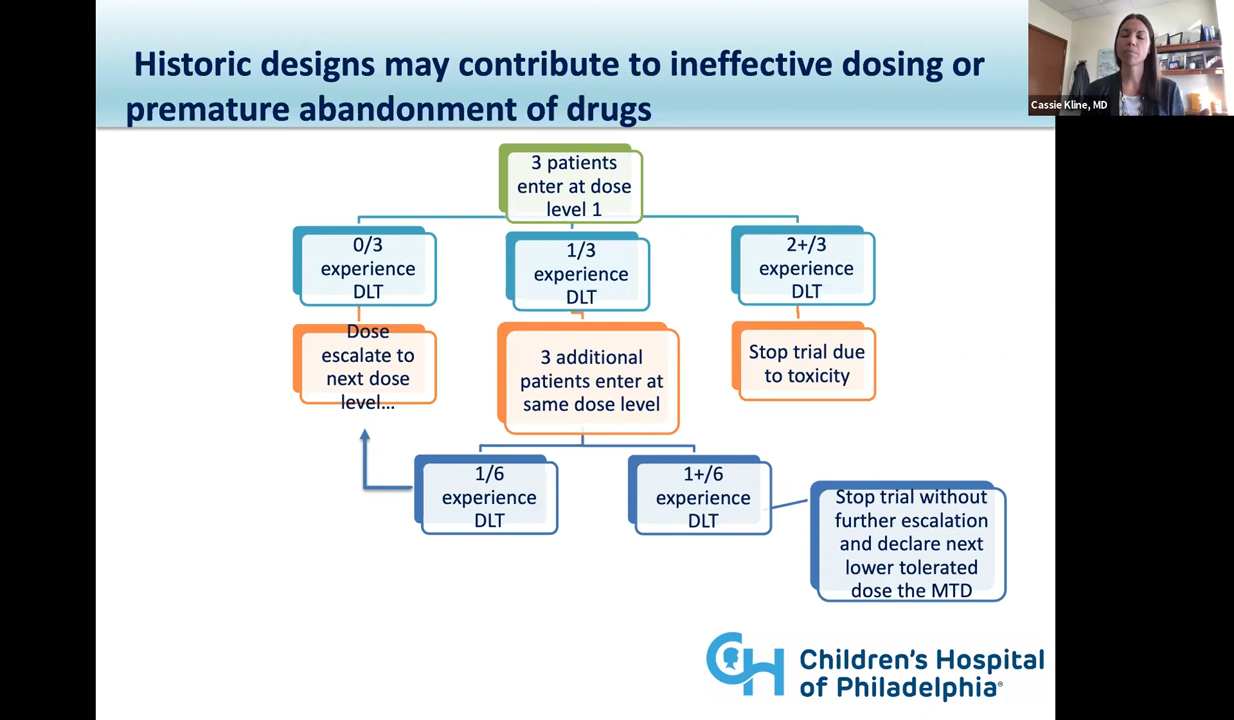 Historic designs may contribute to ineffective dosing or
premature abandonment of drugs
Cassie Kline, MD
3 patients
enter at dose
level 1
0/3
experience
DLT
1/3
experience
DLT
2+/3
experience
DLT
Dose
escalate to
next dose
level...
3 additional
patients enter at
same dose level
Stop trial due
to toxicity
1/6
experience
DLT
1+/6
experience
DLT
Stop trial without
further escalation
and declare next
lower tolerated
dose the MTD
CH
Children's Hospital
of Philadelphia®